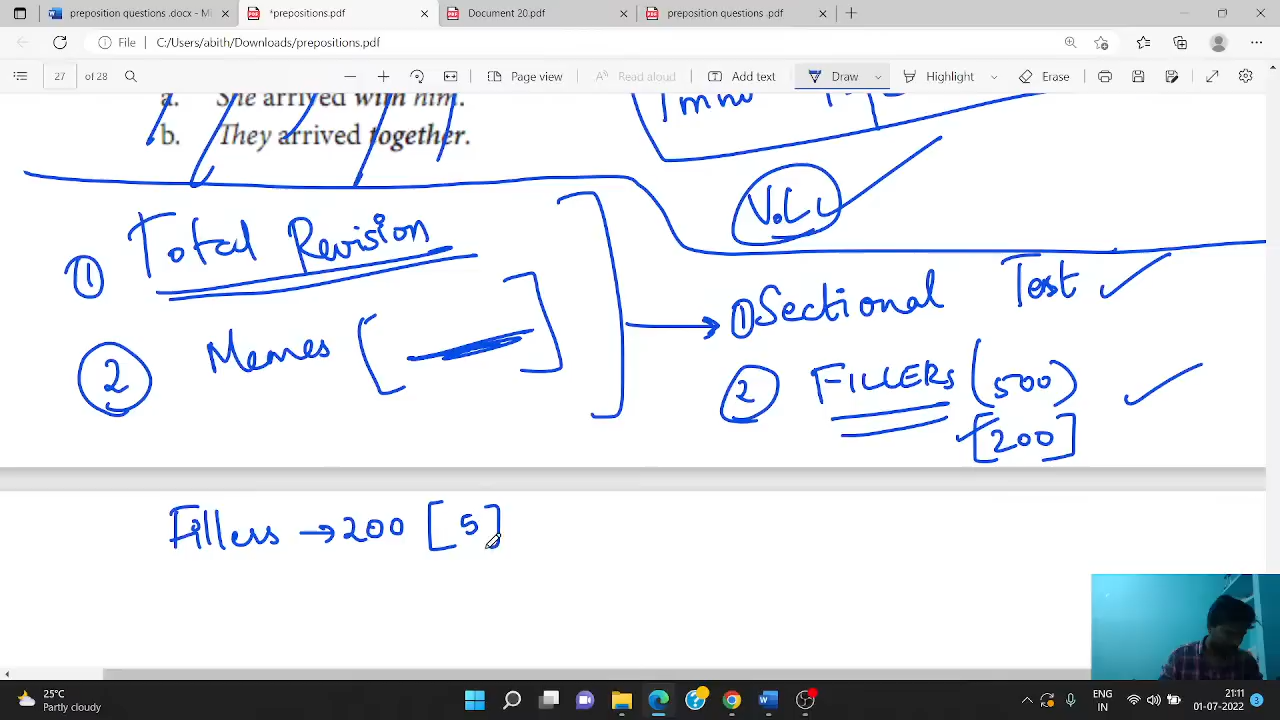 preposition questions .docx - Mi
*prepositions.pdf
Document 20.pdf
preposition questions .pdf
File
C:/Users/abith/Downloads/prepositions.pdf
27 of 28
Page view
Read aloud
Add text
Draw
Highlight
Erase
a. She arrived with him.
b. They arrived together.
① Total Revision
② Memes [ ]
① Sectional Test
② FILLERS (500)
[200]
Fillers → 200 [5]
25°C
Partly cloudy
ENG
IN
21:11
01-07-2022
3